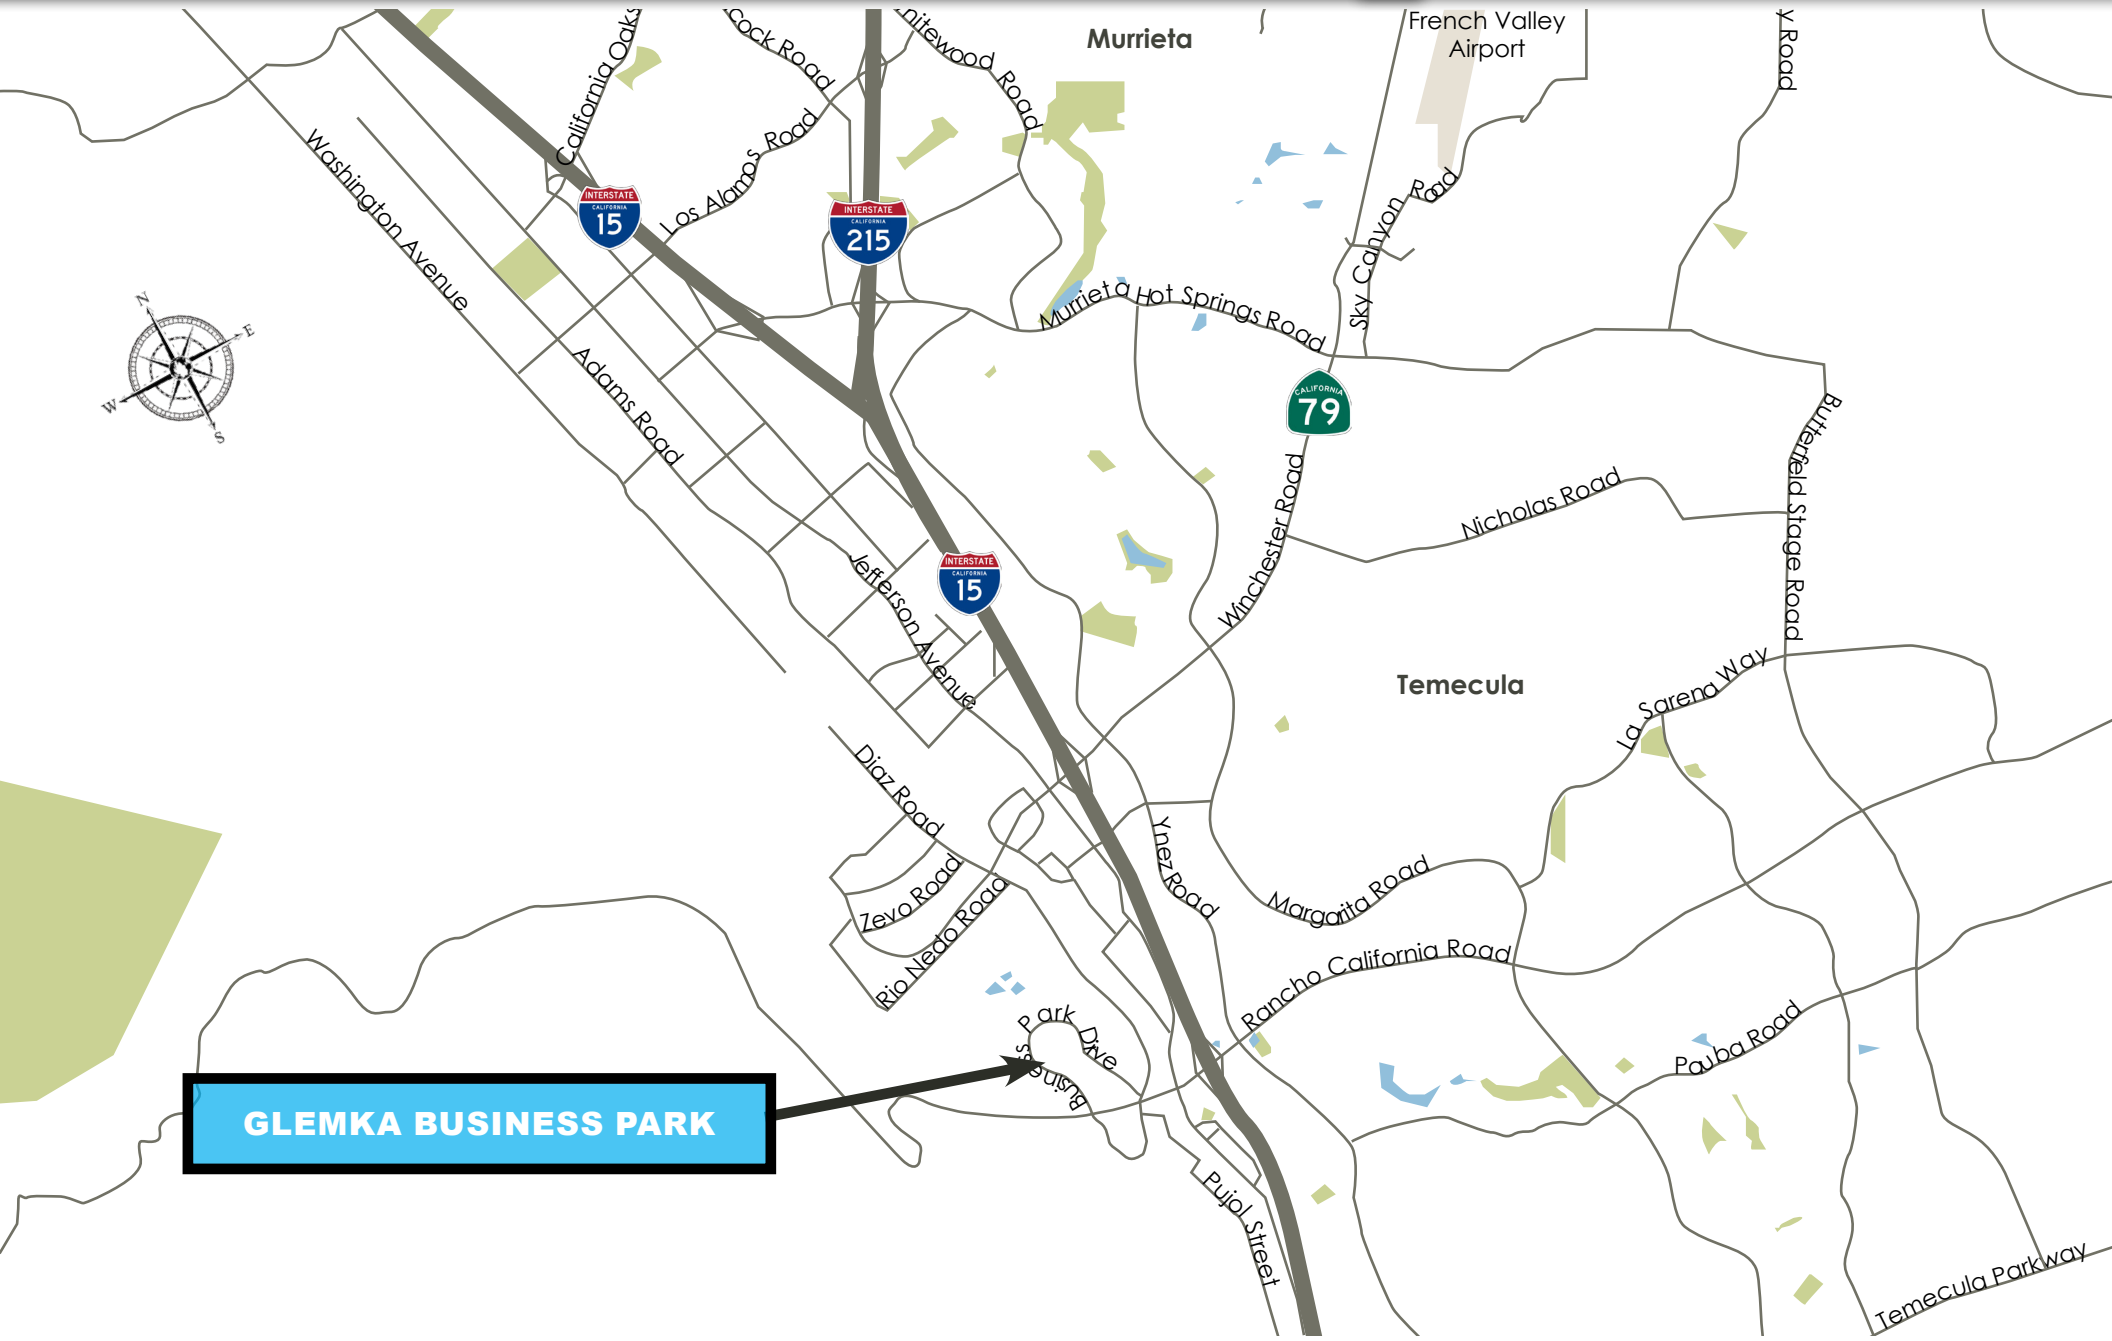 Murrieta
French Valley
Airport
California Oaks
Road
Road
Road
Los Alamos Road
Washington Avenue
INTERSTATE
CALIFORNIA
15
INTERSTATE
CALIFORNIA
215
Sky Canyon Road
N
E
W
S
Murrieta Hot Springs Road
Adams Road
CALIFORNIA
79
Butterfield Stage Road
Winchester Road
Nicholas Road
Jefferson Avenue
INTERSTATE
CALIFORNIA
15
Temecula
La Sarena Way
Diaz Road
Ynez Road
Zevo Road
Rio Nedo Road
Margarita Road
Rancho California Road
Business Park Drive
Pauba Road
GLEMKA BUSINESS PARK
Pujol Street
Temecula Parkway